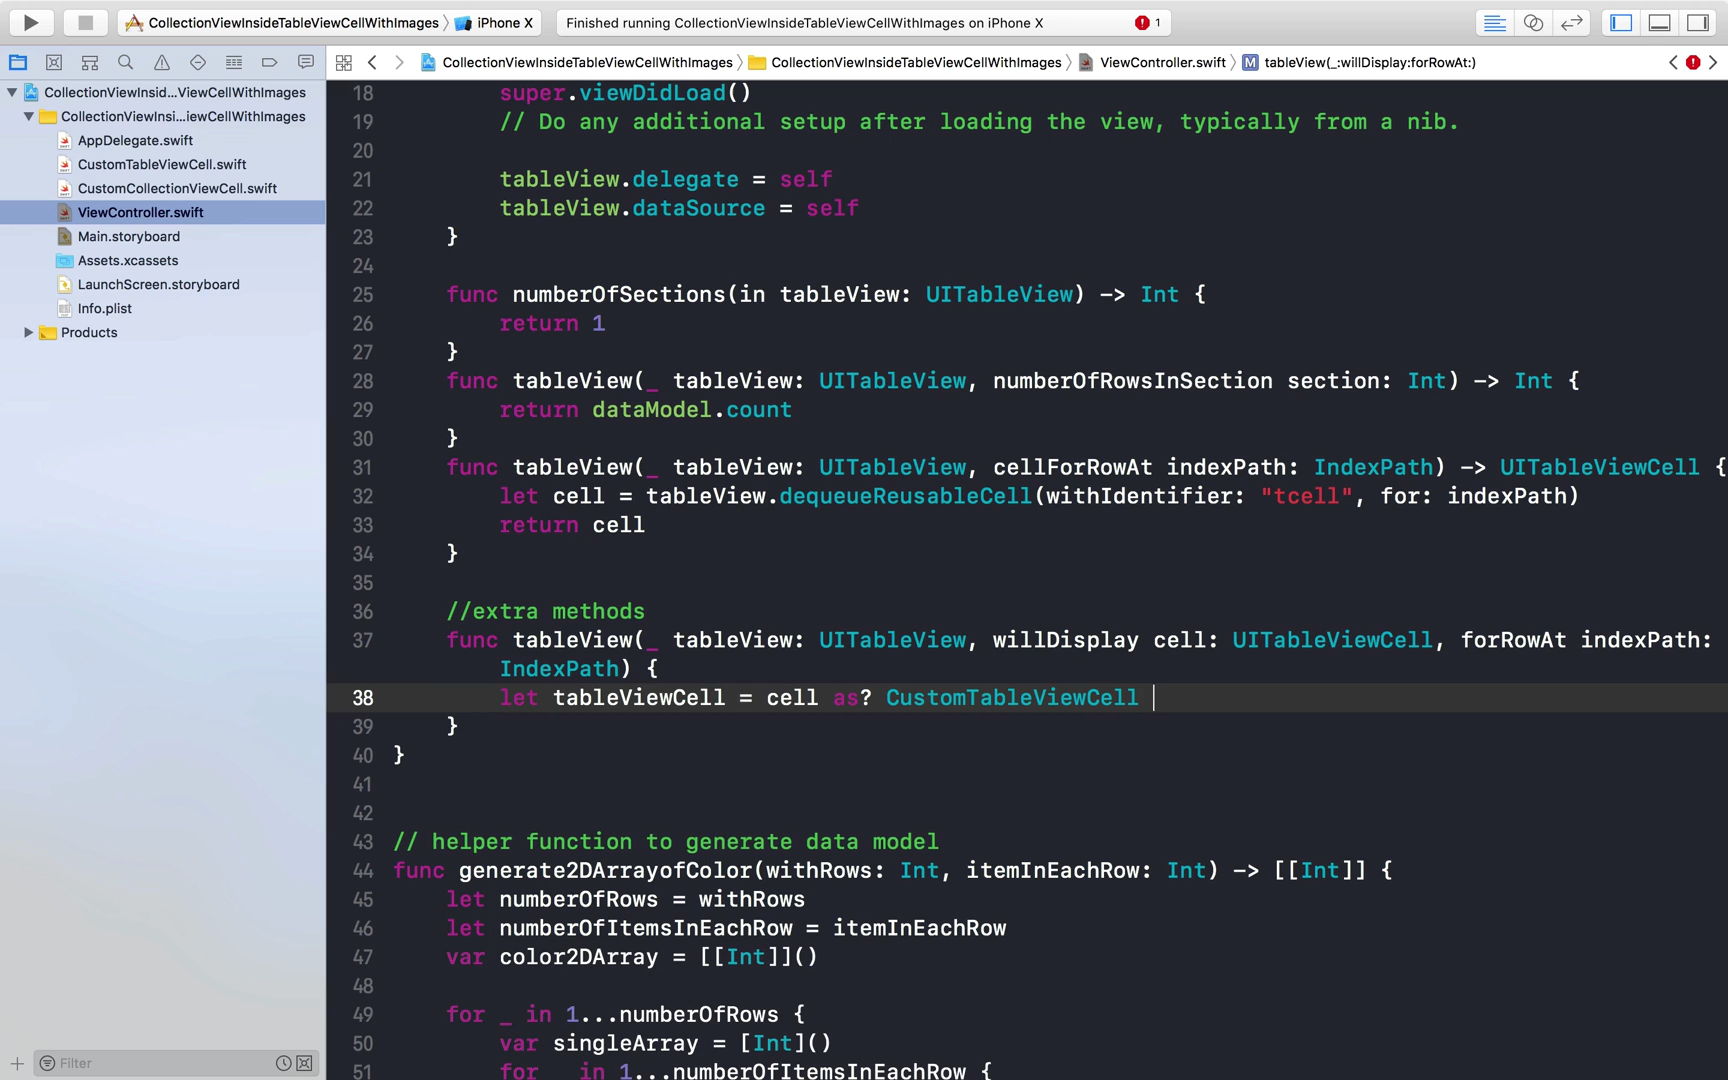 CollectionViewInsideTableViewCellWithImages
iPhone X
Finished running CollectionViewInsideTableViewCellWithImages on iPhone X
1
CollectionViewInsideTableViewCellWithImages
CollectionViewInsideTableViewCellWithImages
ViewController.swift
M
tableView(_:willDisplay:forRowAt:)
CollectionViewInsid...ViewCellWithImages
CollectionViewInsi...iewCellWithImages
AppDelegate.swift
CustomTableViewCell.swift
CustomCollectionViewCell.swift
ViewController.swift
Main.storyboard
Assets.xcassets
LaunchScreen.storyboard
Info.plist
Products
Filter
18 super.viewDidLoad()
19 // Do any additional setup after loading the view, typically from a nib.
20
21 tableView.delegate = self
22 tableView.dataSource = self
23 }
24
25 func numberOfSections(in tableView: UITableView) -> Int {
26 return 1
27 }
28 func tableView(_ tableView: UITableView, numberOfRowsInSection section: Int) -> Int {
29 return dataModel.count
30 }
31 func tableView(_ tableView: UITableView, cellForRowAt indexPath: IndexPath) -> UITableViewCell {
32 let cell = tableView.dequeueReusableCell(withIdentifier: "tcell", for: indexPath)
33 return cell
34 }
35
36 //extra methods
37 func tableView(_ tableView: UITableView, willDisplay cell: UITableViewCell, forRowAt indexPath:
IndexPath) {
38 let tableViewCell = cell as? CustomTableViewCell
39 }
40 }
41
42
43 // helper function to generate data model
44 func generate2DArrayofColor(withRows: Int, itemInEachRow: Int) -> [[Int]] {
45 let numberOfRows = withRows
46 let numberOfItemsInEachRow = itemInEachRow
47 var color2DArray = [[Int]]()
48
49 for _ in 1...numberOfRows {
50 var singleArray = [Int]()
51 for _ in 1...numberOfItemsInEachRow {